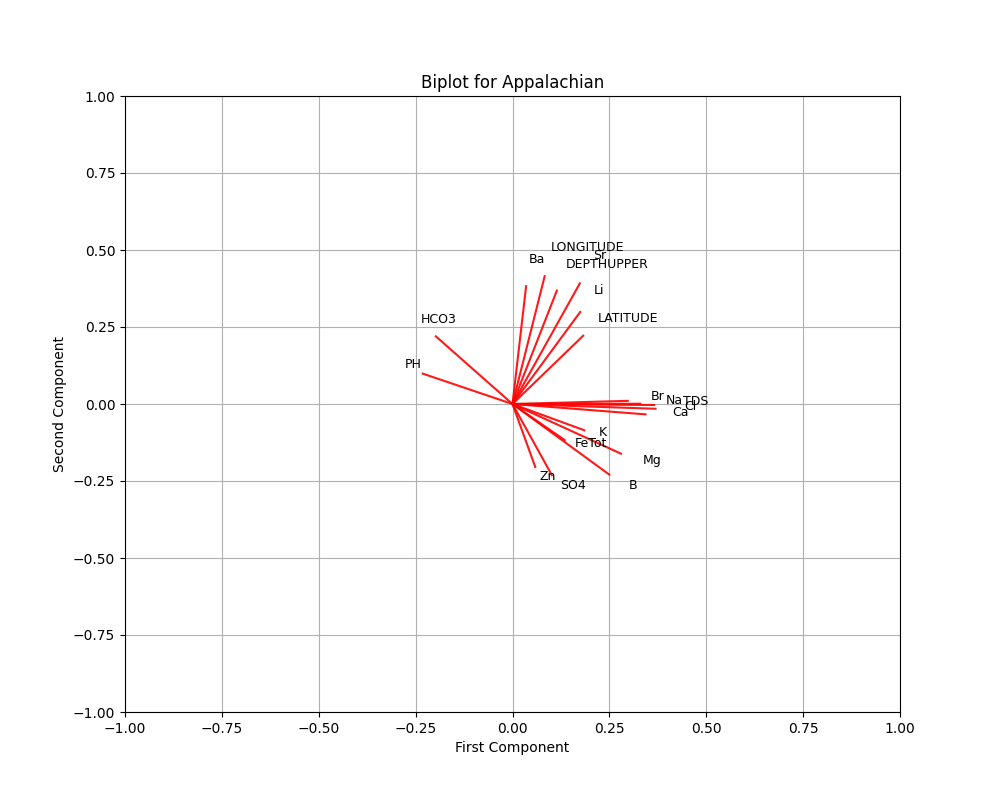 Biplot for Appalachian
1.00
0.75
0.50
0.25
0.00
−0.25
−0.50
−0.75
−1.00
Second Component
LONGITUDE
Sr
Ba
DEPTHUPPER
Li
LATITUDE
HCO3
PH
Br
Na
TDS
Cl
Ca
K
FeTot
Mg
Zn
SO4
B
−1.00 −0.75 −0.50 −0.25 0.00 0.25 0.50 0.75 1.00
First Component